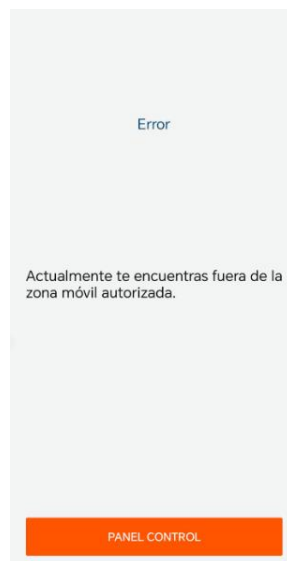 Error
Actualmente te encuentras fuera de la
zona móvil autorizada.
PANEL CONTROL